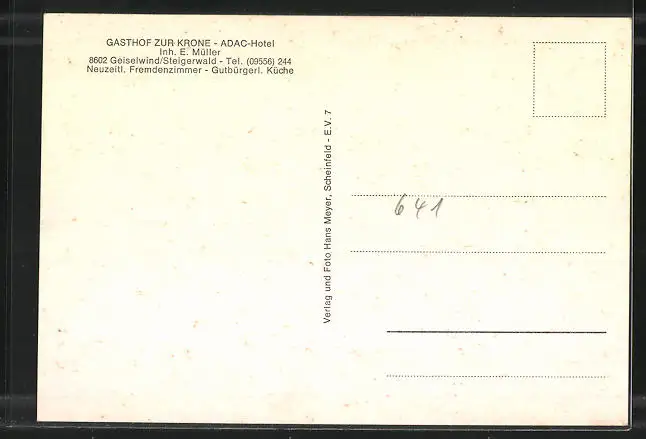 GASTHOF ZUR KRONE - ADAC-Hotel
Inh. E. Müller
8602 Geiselwind/Steigerwald - Tel. (09556) 244
Neuzeitl. Fremdenzimmer - Gutbürgerl. Küche
Verlag und Foto Hans Meyer, Scheinfeld - E.V. 7
641